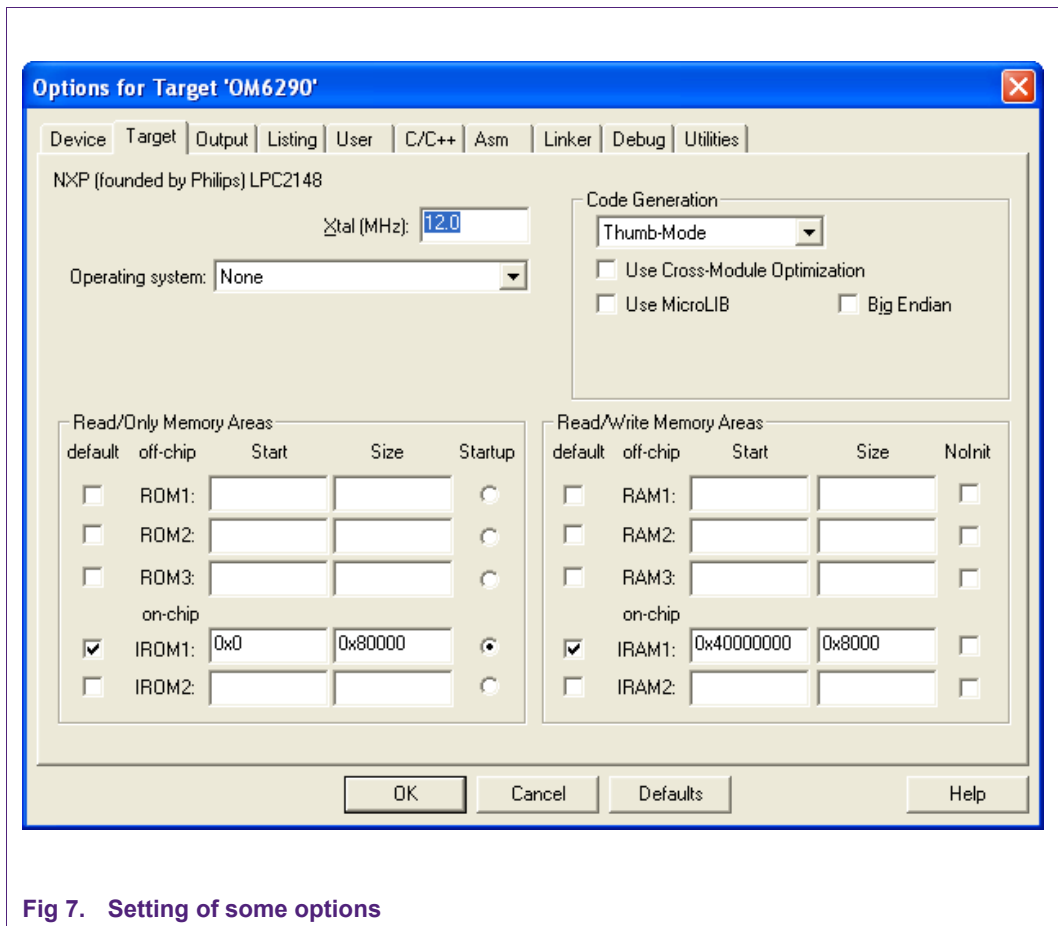 Options for Target 'OM6290'
Device Target Output Listing User C/C++ Asm Linker Debug Utilities
NXP (founded by Philips) LPC2148
Xtal (MHz): 12.0
Operating system: None
Code Generation
Thumb-Mode
Use Cross-Module Optimization
Use MicroLIB Big Endian
Read/Only Memory Areas
default off-chip Start Size Startup
ROM1:
ROM2:
ROM3:
on-chip
IROM1: 0x0 0x80000
IROM2:
Read/Write Memory Areas
default off-chip Start Size NoInit
RAM1:
RAM2:
RAM3:
on-chip
IRAM1: 0x40000000 0x8000
IRAM2:
OK Cancel Defaults Help
Fig 7. Setting of some options